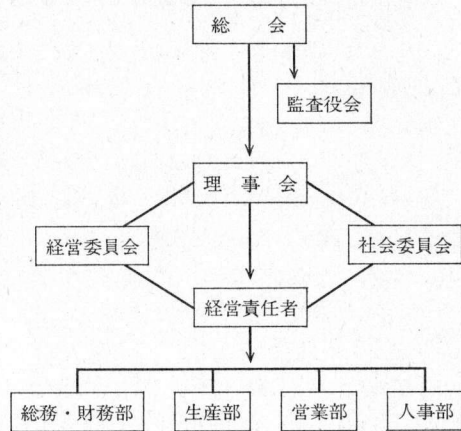 総会
監査役会
理事会
経営委員会
社会委員会
経営責任者
総務・財務部
生産部
営業部
人事部